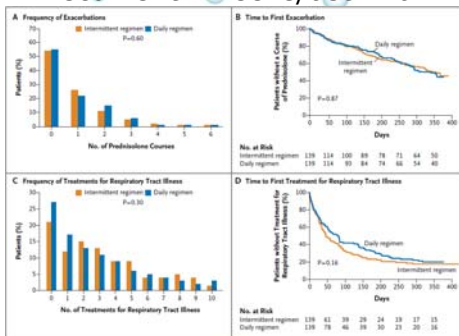 A Frequency of Exacerbations
Intermittent regimen Daily regimen
P=0.60
Patients (%)
70
60
50
40
30
20
10
0
0 1 2 3 4 5 6
No. of Prednisolone Courses
B Time to First Exacerbation
Patients without a Course
of Prednisolone (%)
100
80
60
40
20
0
Daily regimen
Intermittent
regimen
P=0.87
0 50 100 150 200 250 300 350 400
Days
No. at Risk
Intermittent regimen 139 114 100 89 78 71 64 50
Daily regimen 139 114 93 84 74 66 54 40
C Frequency of Treatments for Respiratory Tract Illness
Intermittent regimen Daily regimen
P=0.30
Patients (%)
30
25
20
15
10
5
0
0 1 2 3 4 5 6 7 8 9 10
No. of Treatments for Respiratory Tract Illness
D Time to First Treatment for Respiratory Tract Illness
Patients without Treatment for
Respiratory Tract Illness (%)
100
80
60
40
20
0
Daily regimen
P=0.16
Intermittent regimen
0 50 100 150 200 250 300 350 400
Days
No. at Risk
Intermittent regimen 139 61 39 28 24 19 17 15
Daily regimen 139 78 46 39 30 23 20 16